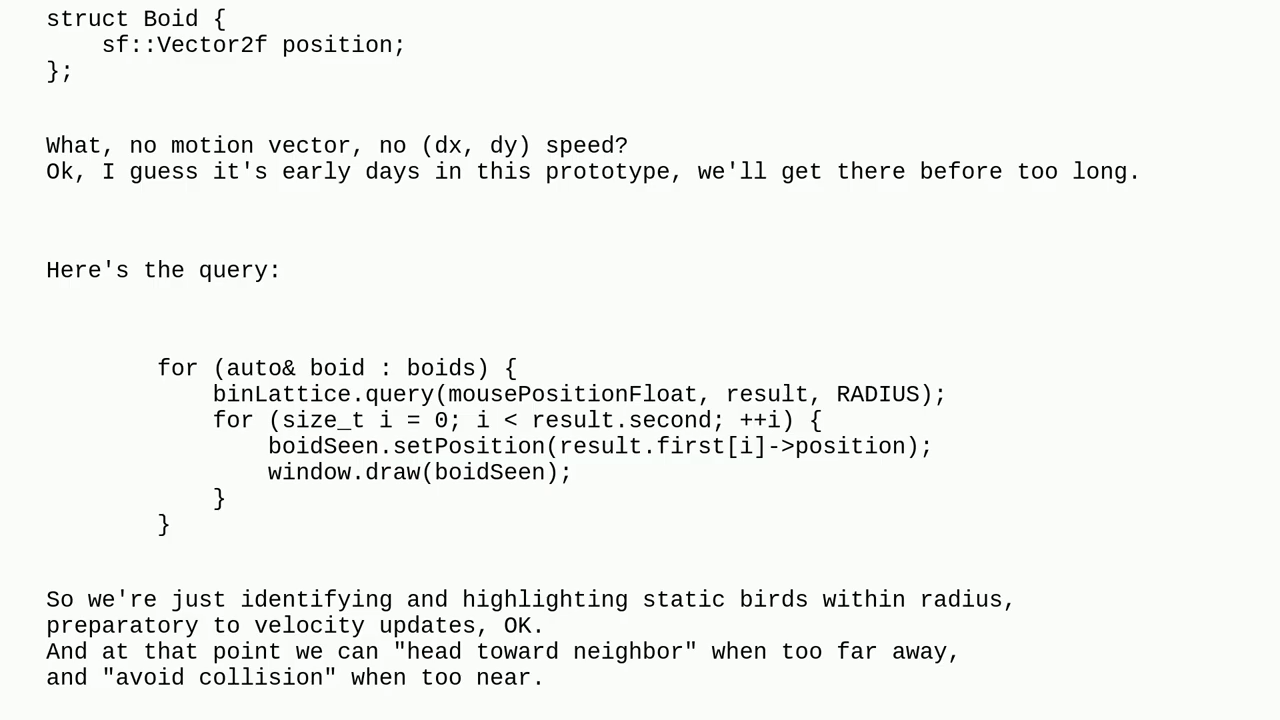 struct Boid {
    sf::Vector2f position;
};
What, no motion vector, no (dx, dy) speed?
Ok, I guess it's early days in this prototype, we'll get there before too long.
Here's the query:
        for (auto& boid : boids) {
            binLattice.query(mousePositionFloat, result, RADIUS);
            for (size_t i = 0; i < result.second; ++i) {
                boidSeen.setPosition(result.first[i]->position);
                window.draw(boidSeen);
            }
        }
So we're just identifying and highlighting static birds within radius,
preparatory to velocity updates, OK.
And at that point we can "head toward neighbor" when too far away,
and "avoid collision" when too near.